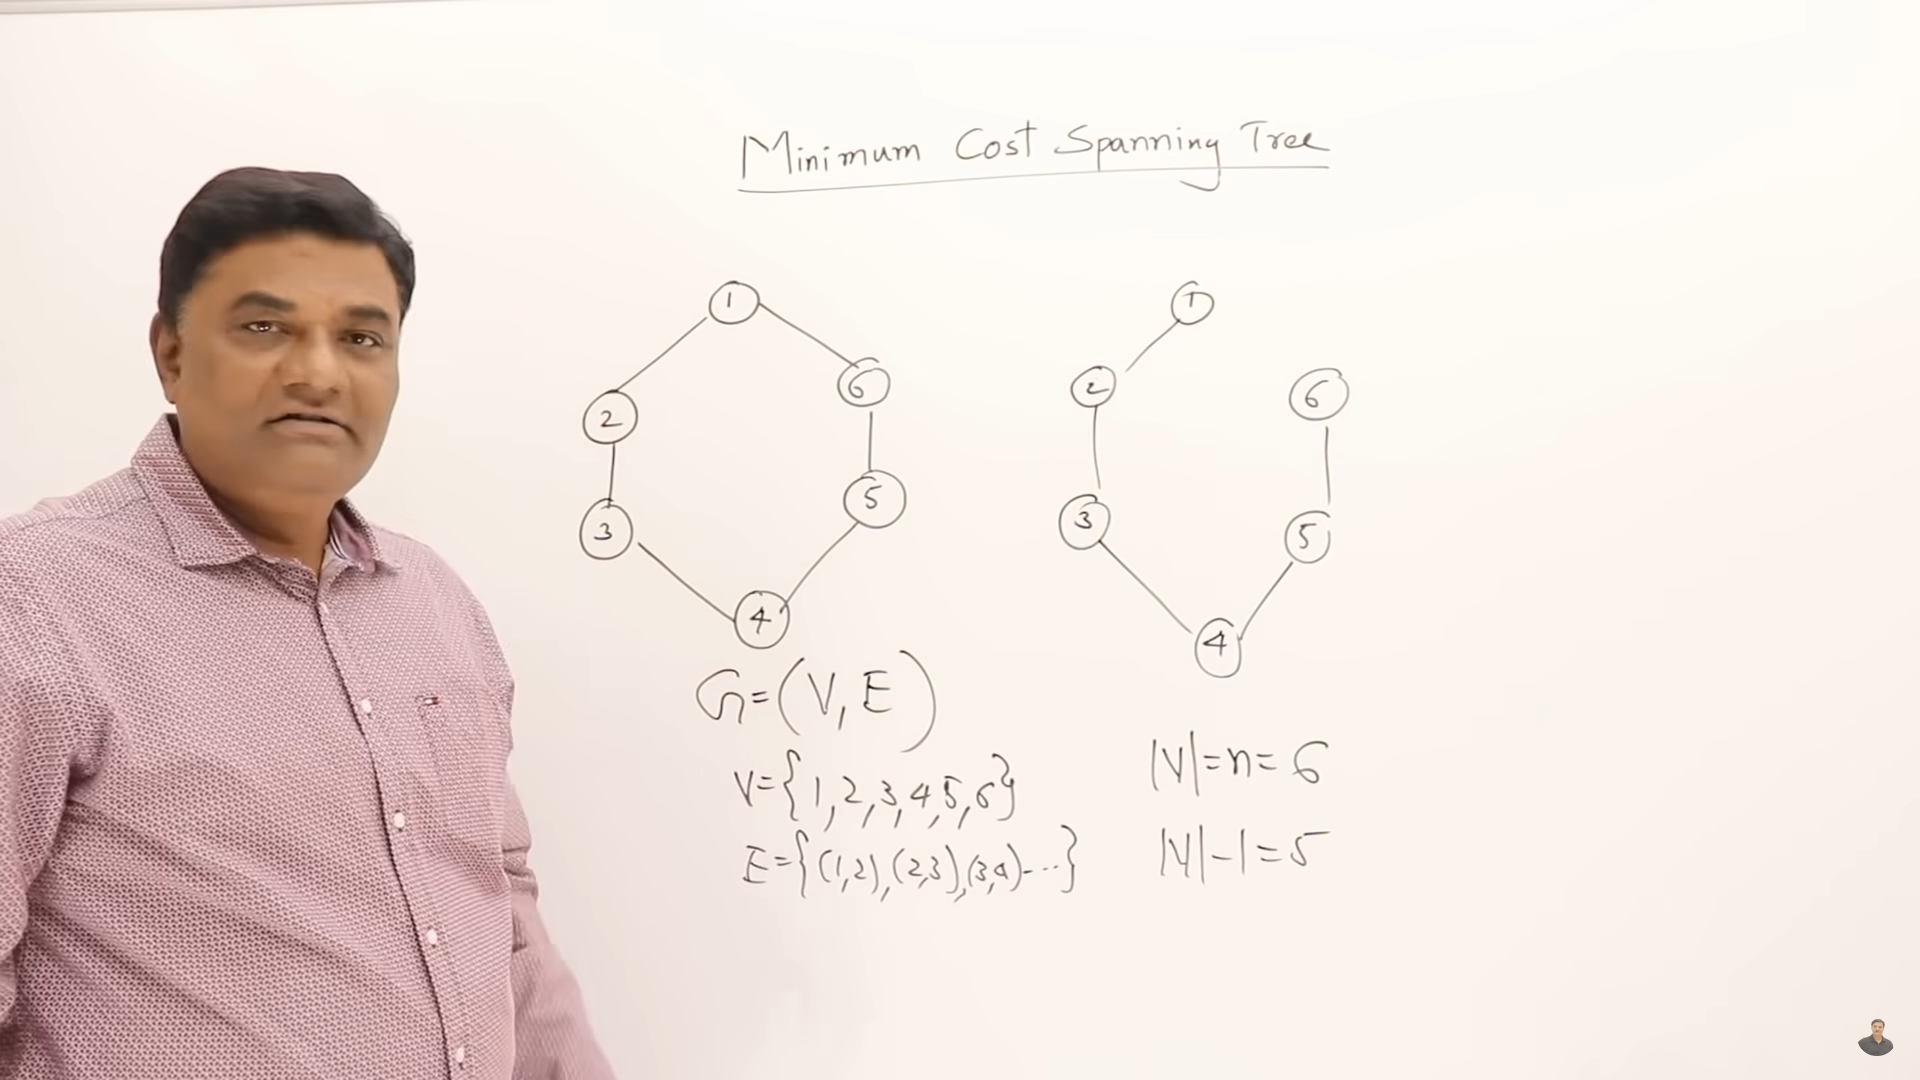 Minimum Cost Spanning Tree
1
2
3
4
5
6
1
2
3
4
5
6
G=(V,E)
V={1,2,3,4,5,6}
E={(1,2),(2,3),(3,4)-...}
|V|=n=6
|V|-1=5